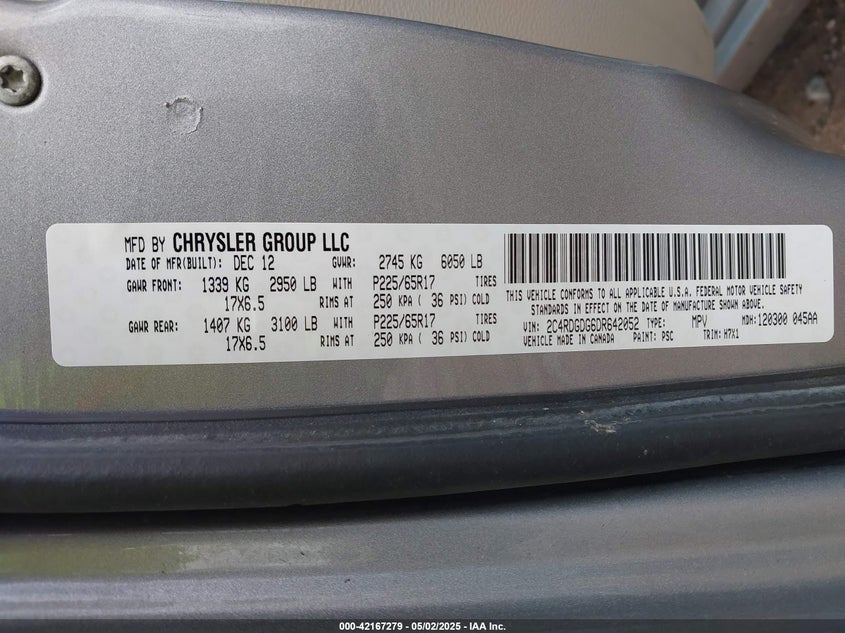 MFD BY CHRYSLER GROUP LLC
DATE OF MFR(BUILT): DEC 12 GVWR: 2745 KG 6050 LB
GAWR FRONT: 1339 KG 2950 LB WITH P225/65R17 TIRES
17X6.5 RIMS AT 250 KPA ( 36 PSI) COLD
GAWR REAR: 1407 KG 3100 LB WITH P225/65R17 TIRES
17X6.5 RIMS AT 250 KPA ( 36 PSI) COLD
THIS VEHICLE CONFORMS TO ALL APPLICABLE U.S.A. FEDERAL MOTOR VEHICLE SAFETY
STANDARDS IN EFFECT ON THE DATE OF MANUFACTURE SHOWN ABOVE.
VIN: 2C4RDGDG6DR642052 TYPE: MPV MDH: 120300 045AA
VEHICLE MADE IN CANADA PAINT: PSC TRIM: H7X1
000-42167279 - 05/02/2025 - IAA Inc.